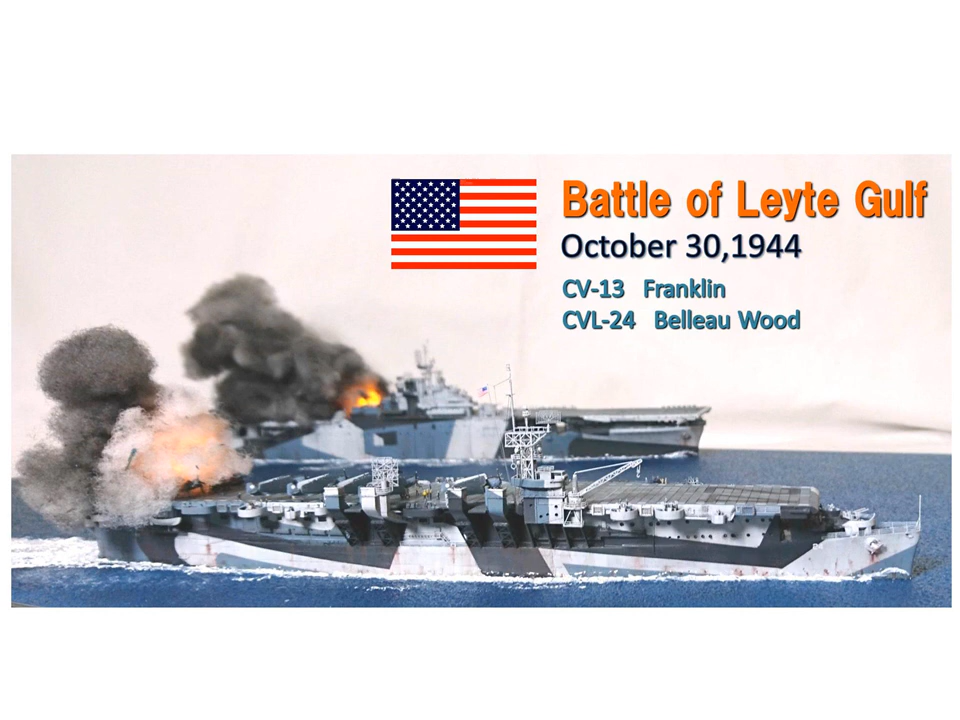 Battle of Leyte Gulf
October 30,1944
CV-13 Franklin
CVL-24 Belleau Wood